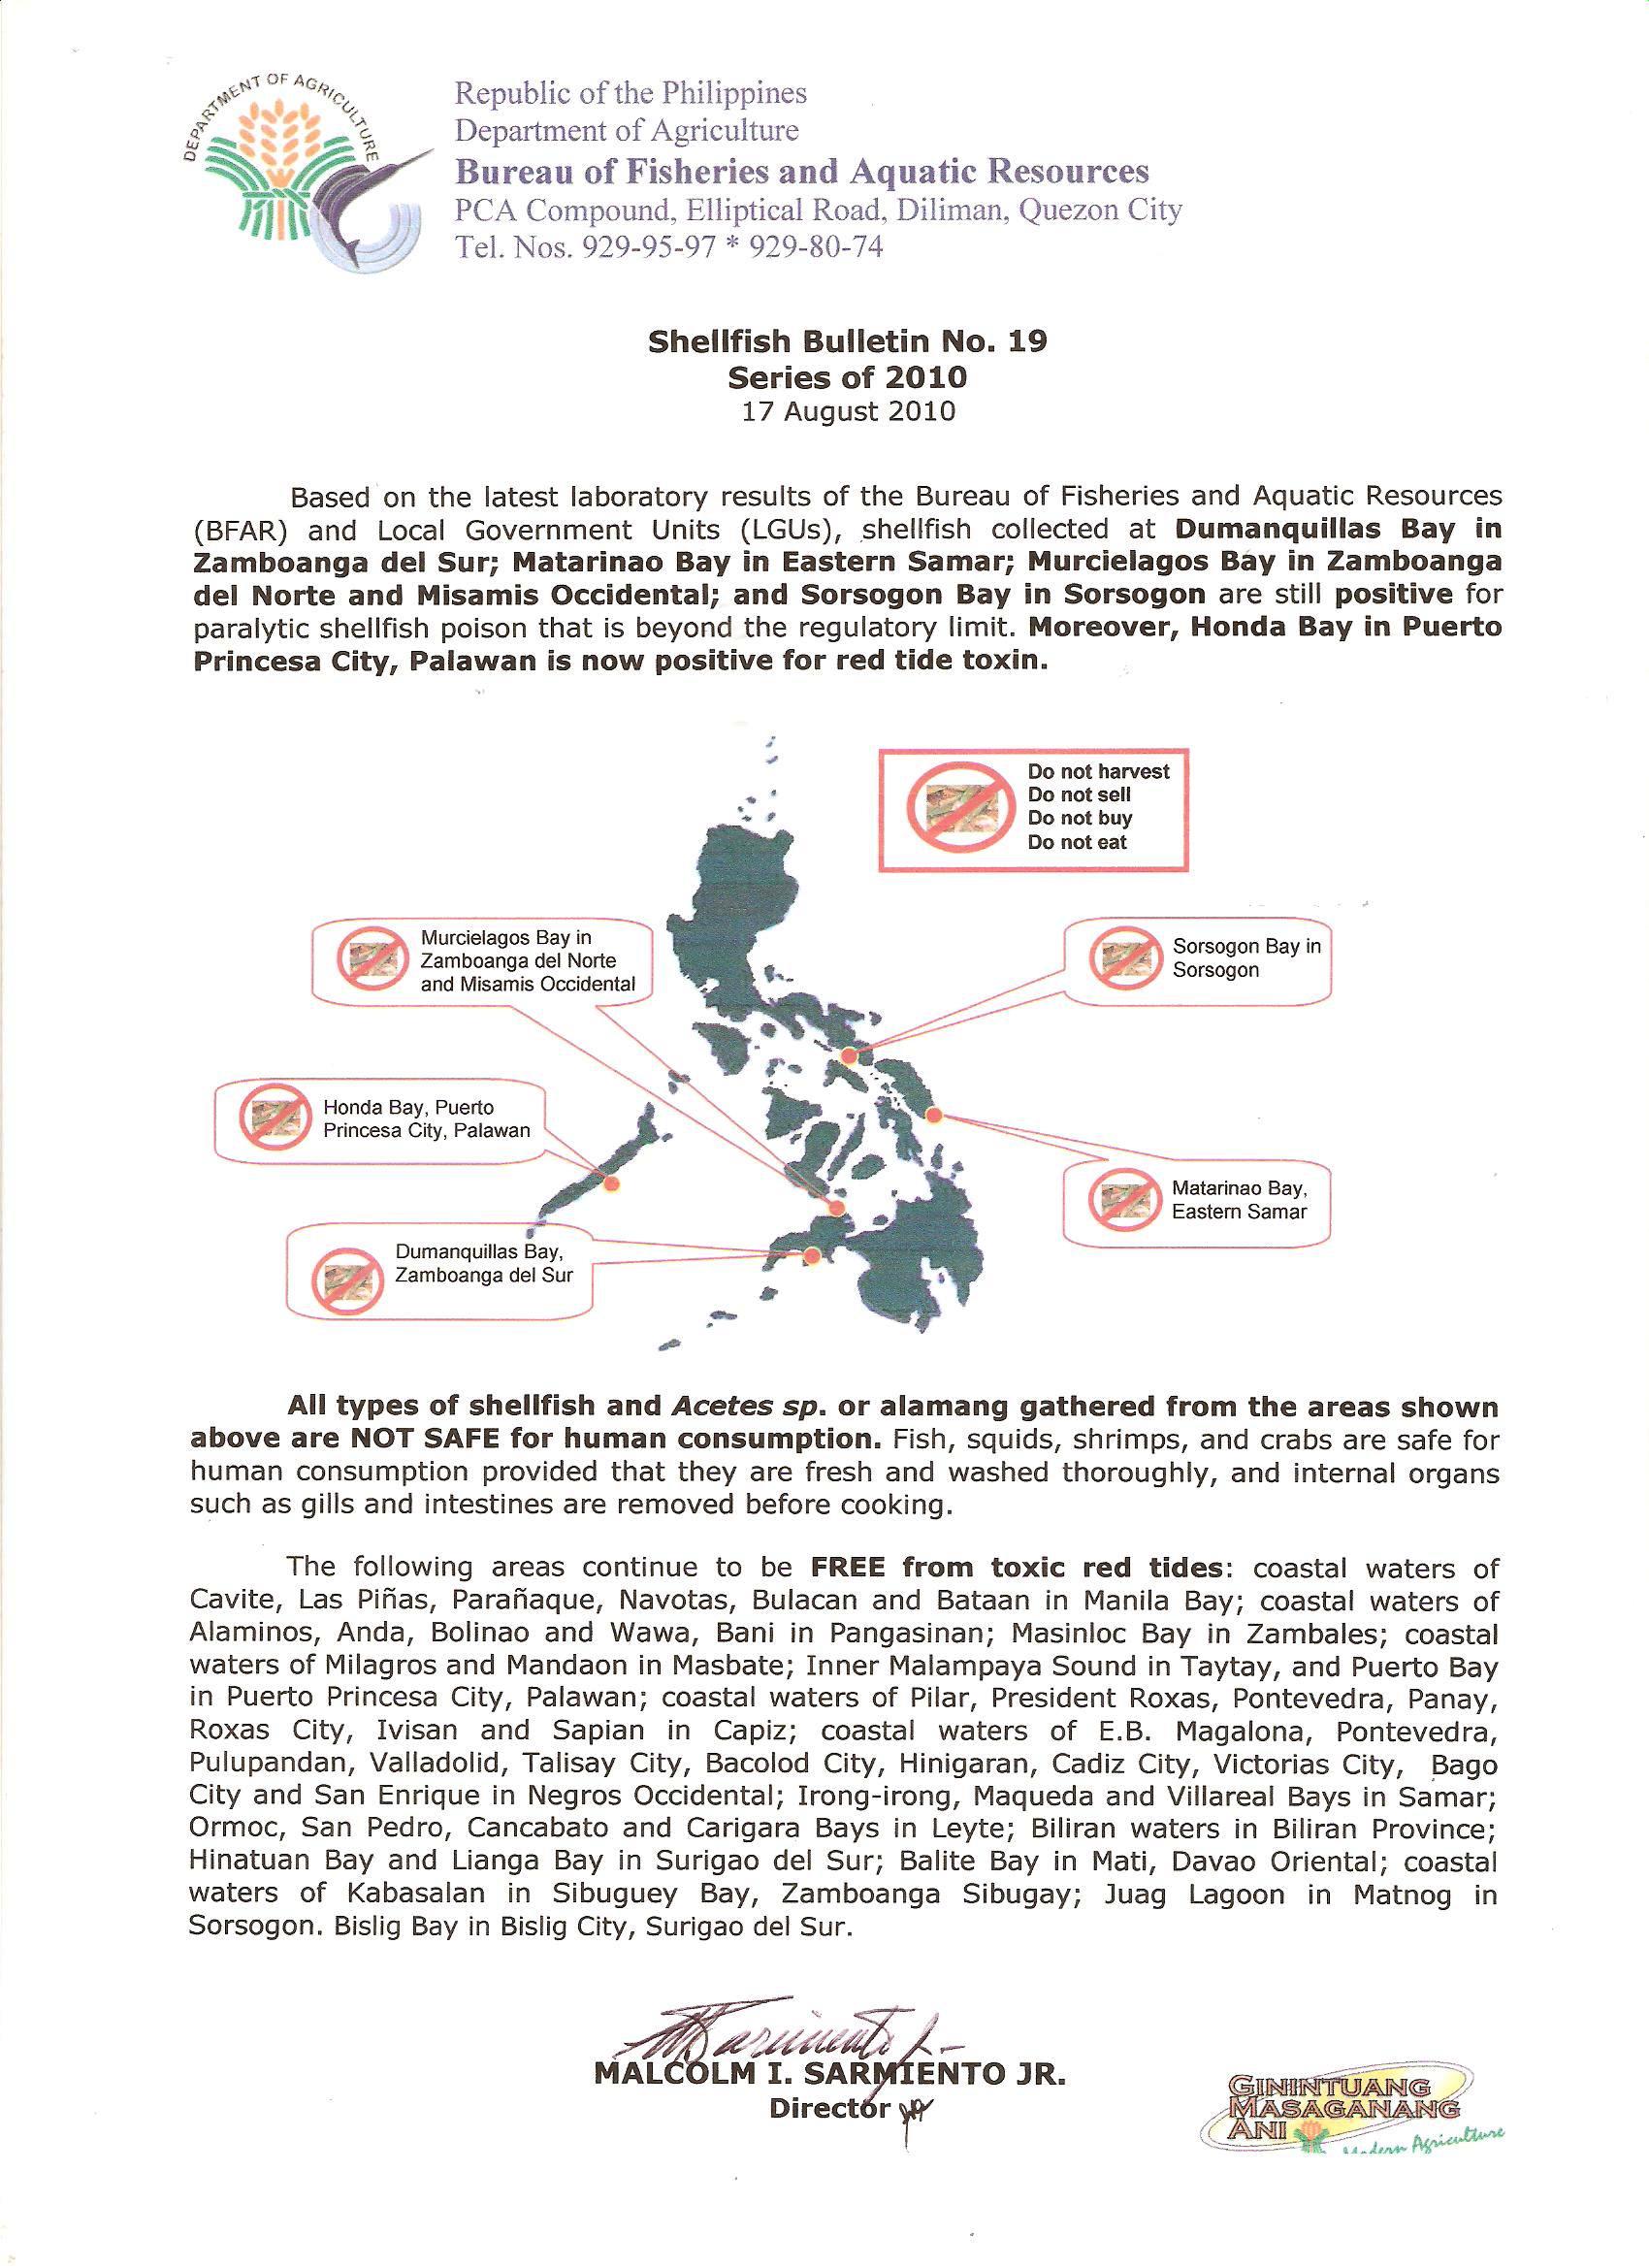 DEPARTMENT OF AGRICULTURE
Republic of the Philippines
Department of Agriculture
Bureau of Fisheries and Aquatic Resources
PCA Compound, Elliptical Road, Diliman, Quezon City
Tel. Nos. 929-95-97 * 929-80-74
Shellfish Bulletin No. 19
Series of 2010
17 August 2010
Based on the latest laboratory results of the Bureau of Fisheries and Aquatic Resources
(BFAR) and Local Government Units (LGUs), shellfish collected at Dumanquillas Bay in
Zamboanga del Sur; Matarinao Bay in Eastern Samar; Murcielagos Bay in Zamboanga
del Norte and Misamis Occidental; and Sorsogon Bay in Sorsogon are still positive for
paralytic shellfish poison that is beyond the regulatory limit. Moreover, Honda Bay in Puerto
Princesa City, Palawan is now positive for red tide toxin.
Do not harvest
Do not sell
Do not buy
Do not eat
Murcielagos Bay in
Zamboanga del Norte
and Misamis Occidental
Sorsogon Bay in
Sorsogon
Honda Bay, Puerto
Princesa City, Palawan
Matarinao Bay,
Eastern Samar
Dumanquillas Bay,
Zamboanga del Sur
All types of shellfish and Acetes sp. or alamang gathered from the areas shown
above are NOT SAFE for human consumption. Fish, squids, shrimps, and crabs are safe for
human consumption provided that they are fresh and washed thoroughly, and internal organs
such as gills and intestines are removed before cooking.
The following areas continue to be FREE from toxic red tides: coastal waters of
Cavite, Las Piñas, Parañaque, Navotas, Bulacan and Bataan in Manila Bay; coastal waters of
Alaminos, Anda, Bolinao and Wawa, Bani in Pangasinan; Masinloc Bay in Zambales; coastal
waters of Milagros and Mandaon in Masbate; Inner Malampaya Sound in Taytay, and Puerto Bay
in Puerto Princesa City, Palawan; coastal waters of Pilar, President Roxas, Pontevedra, Panay,
Roxas City, Ivisan and Sapian in Capiz; coastal waters of E.B. Magalona, Pontevedra,
Pulupandan, Valladolid, Talisay City, Bacolod City, Hinigaran, Cadiz City, Victorias City, Bago
City and San Enrique in Negros Occidental; Irong-irong, Maqueda and Villareal Bays in Samar;
Ormoc, San Pedro, Cancabato and Carigara Bays in Leyte; Biliran waters in Biliran Province;
Hinatuan Bay and Lianga Bay in Surigao del Sur; Balite Bay in Mati, Davao Oriental; coastal
waters of Kabasalan in Sibuguey Bay, Zamboanga Sibugay; Juag Lagoon in Matnog in
Sorsogon. Bislig Bay in Bislig City, Surigao del Sur.
MALCOLM I. SARMIENTO JR.
Director
GININTUANG
MASAGANANG
ANI
Modern Agriculture